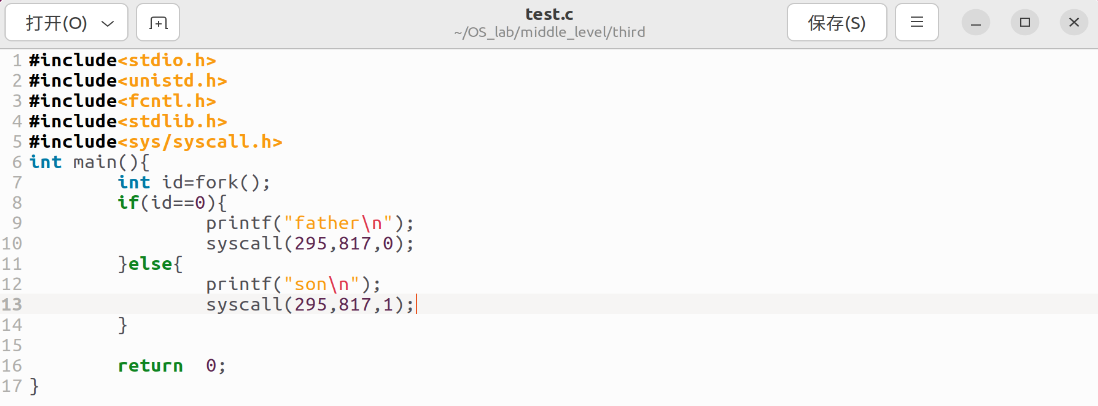 打开(O)
test.c
~/OS_lab/middle_level/third
保存(S)
1 #include<stdio.h>
2 #include<unistd.h>
3 #include<fcntl.h>
4 #include<stdlib.h>
5 #include<sys/syscall.h>
6 int main(){
7         int id=fork();
8         if(id==0){
9                 printf("father\n");
10                 syscall(295,817,0);
11         }else{
12                 printf("son\n");
13                 syscall(295,817,1);
14         }
15
16         return  0;
17 }